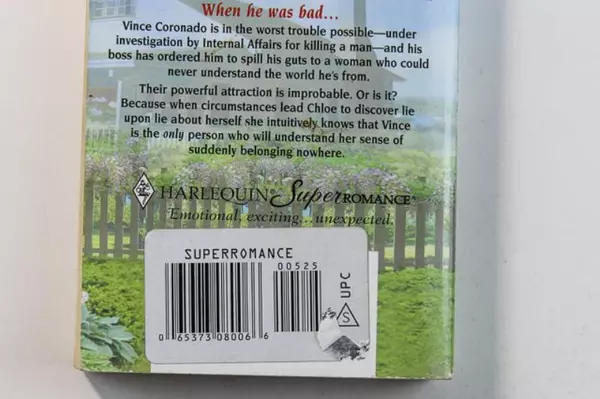 When he was bad...
Vince Coronado is in the worst trouble possible—under
investigation by Internal Affairs for killing a man—and his
boss has ordered him to spill his guts to a woman who could
never understand the world he's from.
Their powerful attraction is improbable. Or is it?
Because when circumstances lead Chloe to discover lie
upon lie about herself she intuitively knows that Vince
is the only person who will understand her sense of
suddenly belonging nowhere.
HARLEQUIN® Superromance®
Emotional, exciting...unexpected.
SUPERROMANCE
00525
S UPC
0 65373 08006 6